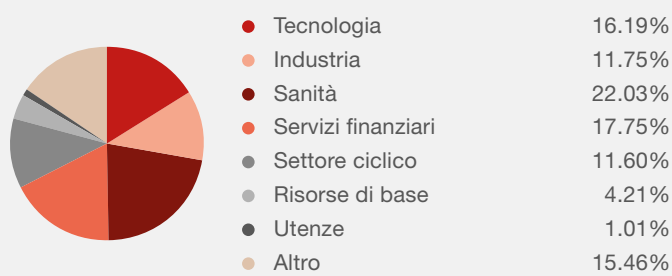 Tecnologia 16.19%
Industria 11.75%
Sanità 22.03%
Servizi finanziari 17.75%
Settore ciclico 11.60%
Risorse di base 4.21%
Utenze 1.01%
Altro 15.46%